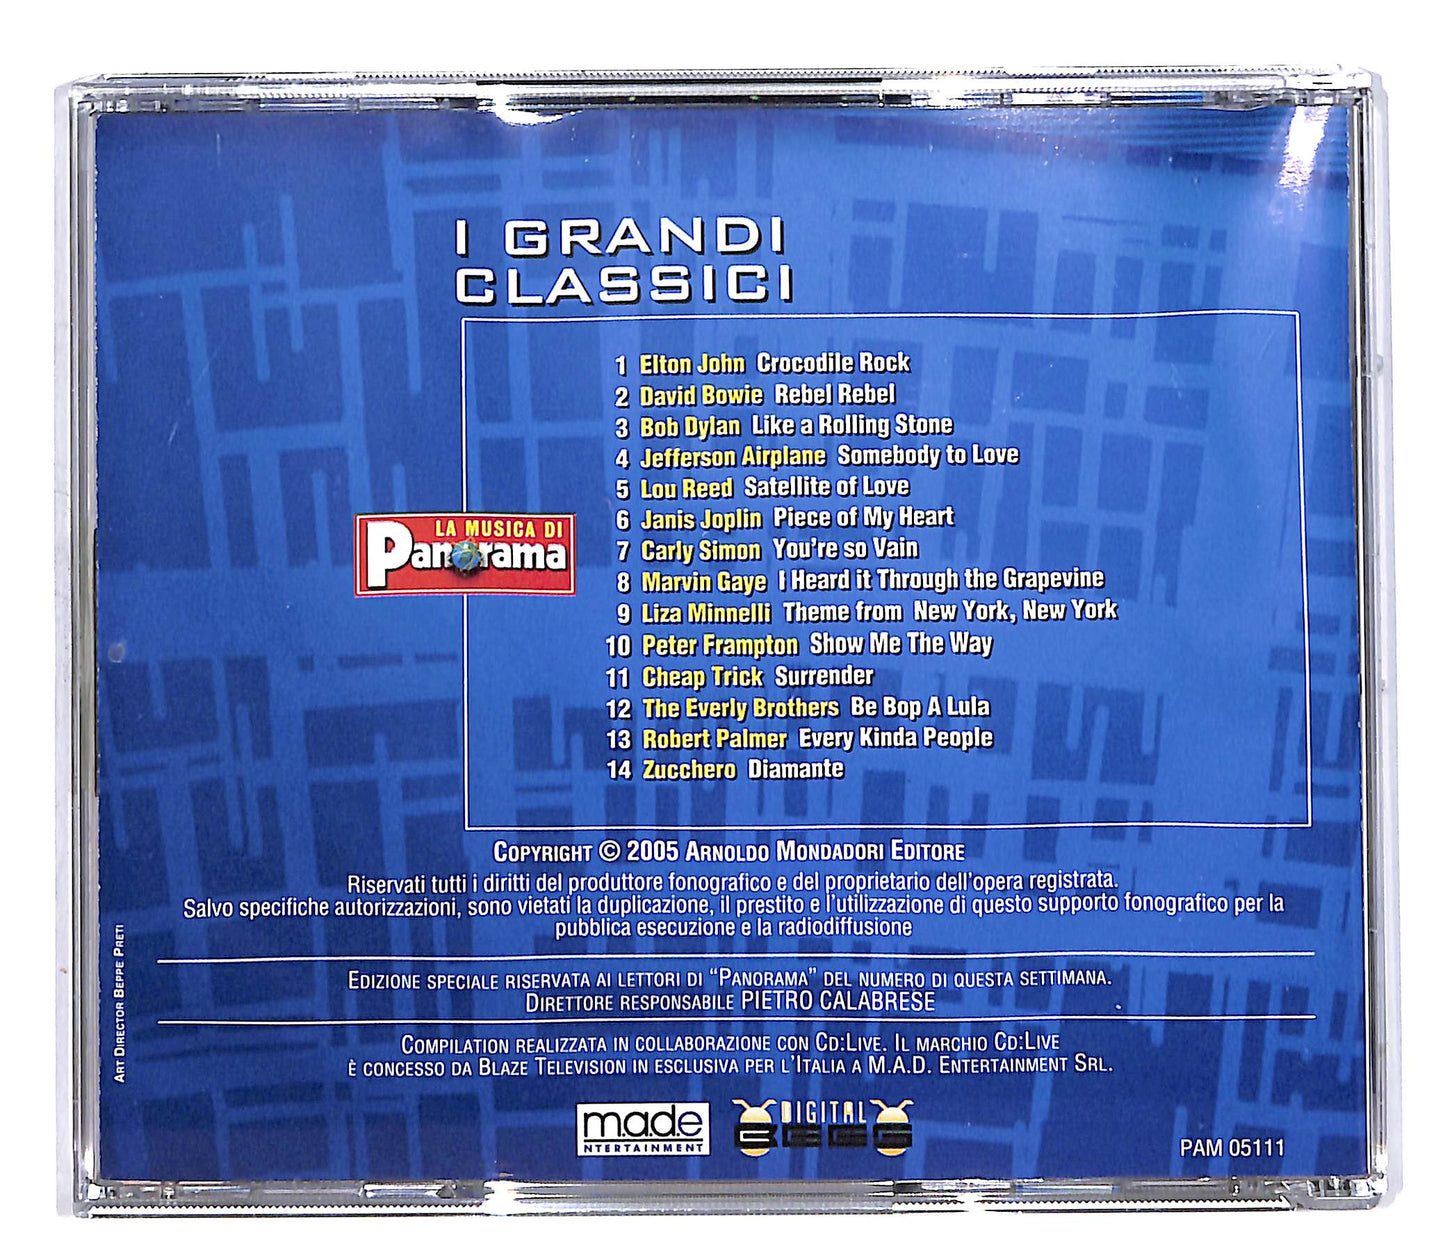 I GRANDI
CLASSICI
1 Elton John Crocodile Rock
2 David Bowie Rebel Rebel
3 Bob Dylan Like a Rolling Stone
4 Jefferson Airplane Somebody to Love
5 Lou Reed Satellite of Love
6 Janis Joplin Piece of My Heart
7 Carly Simon You're so Vain
8 Marvin Gaye I Heard it Through the Grapevine
9 Liza Minnelli Theme from New York, New York
10 Peter Frampton Show Me The Way
11 Cheap Trick Surrender
12 The Everly Brothers Be Bop A Lula
13 Robert Palmer Every Kinda People
14 Zucchero Diamante
LA MUSICA DI
Panorama
COPYRIGHT © 2005 ARNOLDO MONDADORI EDITORE
Riservati tutti i diritti del produttore fonografico e del proprietario dell'opera registrata.
Salvo specifiche autorizzazioni, sono vietati la duplicazione, il prestito e l'utilizzazione di questo supporto fonografico per la
pubblica esecuzione e la radiodiffusione
EDIZIONE SPECIALE RISERVATA AI LETTORI DI "PANORAMA" DEL NUMERO DI QUESTA SETTIMANA.
DIRETTORE RESPONSABILE PIETRO CALABRESE
COMPILATION REALIZZATA IN COLLABORAZIONE CON CD:LIVE. IL MARCHIO CD:LIVE
È CONCESSO DA BLAZE TELEVISION IN ESCLUSIVA PER L'ITALIA A M.A.D. ENTERTAINMENT SRL.
ART DIRECTOR BEPPE PRETI
m.a.d.e
NTERTAINMENT
DIGITAL
BEES
PAM 05111